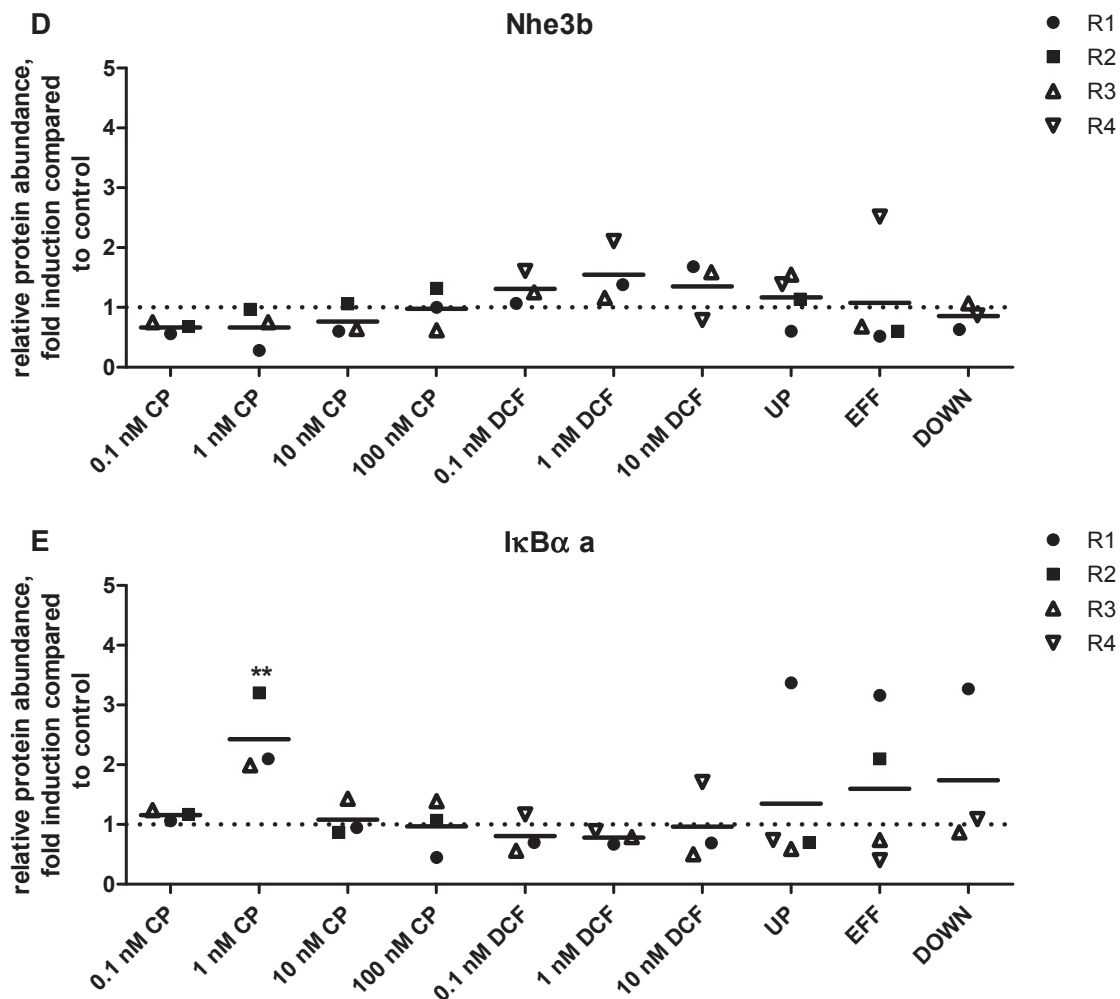 D
Nhe3b
R1
R2
R3
R4
relative protein abundance,
fold induction compared
to control
5
4
3
2
1
0
0.1 nM CP
1 nM CP
10 nM CP
100 nM CP
0.1 nM DCF
1 nM DCF
10 nM DCF
UP
EFF
DOWN
E
IκBα a
R1
R2
R3
R4
relative protein abundance,
fold induction compared
to control
5
4
3
2
1
0
**
0.1 nM CP
1 nM CP
10 nM CP
100 nM CP
0.1 nM DCF
1 nM DCF
10 nM DCF
UP
EFF
DOWN